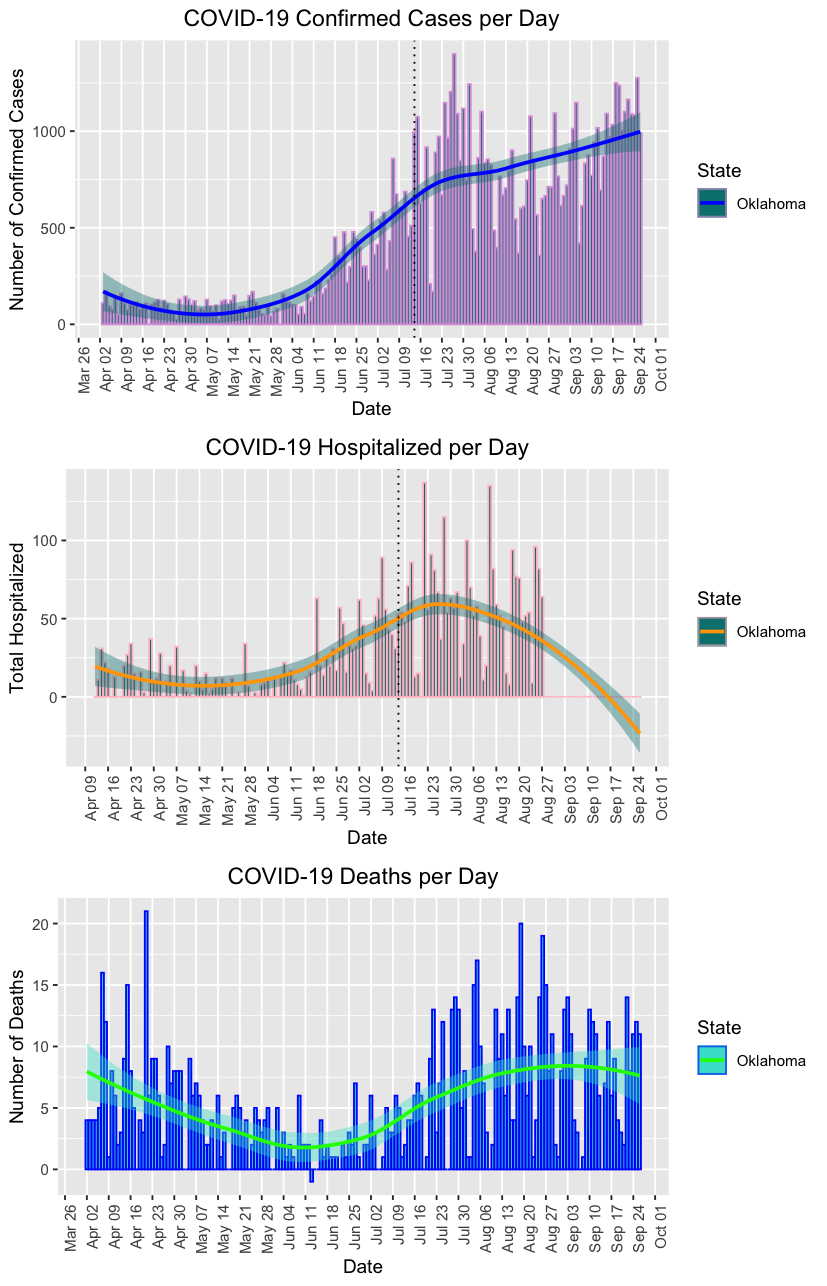 COVID-19 Confirmed Cases per Day
Number of Confirmed Cases
1000
500
0
Mar 26
Apr 02
Apr 09
Apr 16
Apr 23
Apr 30
May 07
May 14
May 21
May 28
Jun 04
Jun 11
Jun 18
Jun 25
Jul 02
Jul 09
Jul 16
Jul 23
Jul 30
Aug 06
Aug 13
Aug 20
Aug 27
Sep 03
Sep 10
Sep 17
Sep 24
Oct 01
Date
State
Oklahoma
COVID-19 Hospitalized per Day
Total Hospitalized
100
50
0
Apr 09
Apr 16
Apr 23
Apr 30
May 07
May 14
May 21
May 28
Jun 04
Jun 11
Jun 18
Jun 25
Jul 02
Jul 09
Jul 16
Jul 23
Jul 30
Aug 06
Aug 13
Aug 20
Aug 27
Sep 03
Sep 10
Sep 17
Sep 24
Oct 01
Date
State
Oklahoma
COVID-19 Deaths per Day
Number of Deaths
20
15
10
5
0
Mar 26
Apr 02
Apr 09
Apr 16
Apr 23
Apr 30
May 07
May 14
May 21
May 28
Jun 04
Jun 11
Jun 18
Jun 25
Jul 02
Jul 09
Jul 16
Jul 23
Jul 30
Aug 06
Aug 13
Aug 20
Aug 27
Sep 03
Sep 10
Sep 17
Sep 24
Oct 01
Date
State
Oklahoma